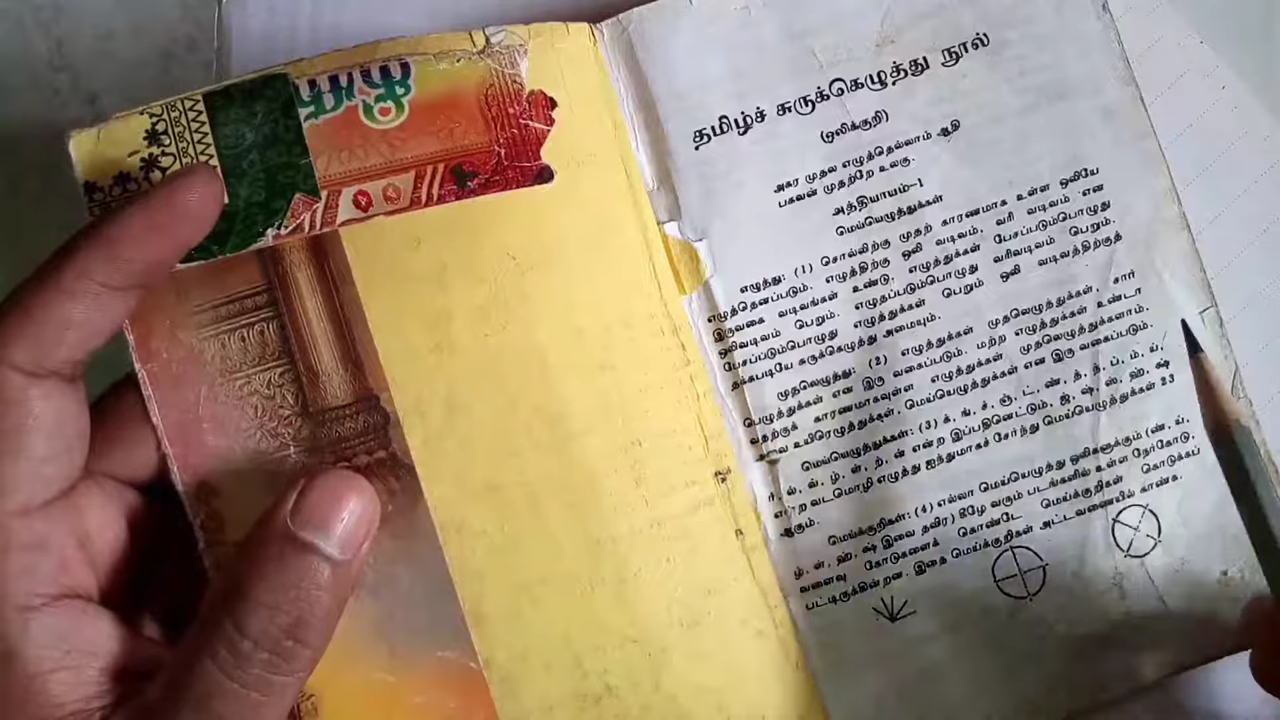 தமிழ்ச் சுருக்கெழுத்து நூல்
(ஒலிக்குறி)
அகர முதல எழுத்தெல்லாம் ஆதி
பகவன் முதற்றே உலகு.
அத்தியாயம்–1
மெய்யெழுத்துக்கள்
எழுத்து: (1) சொல்லிற்கு முதற் காரணமாக உள்ள ஒலியே
எழுத்தெனப்படும். எழுத்திற்கு ஒலி வடிவம், வரி வடிவம் என
இருவகை வடிவங்கள் உண்டு. எழுத்துக்கள் பேசப்படும்பொழுது
ஒலிவடிவம் பெறும். எழுதப்படும்பொழுது வரிவடிவம் பெறும்.
பேசப்படும்பொழுது எழுத்துக்கள் பெறும் ஒலி வடிவத்திற்குத்
தக்கபடியே சுருக்கெழுத்து அமையும்.
முதலெழுத்து: (2) எழுத்துக்கள் முதலெழுத்துக்கள், சார்
பெழுத்துக்கள் என இரு வகைப்படும். மற்ற எழுத்துக்கள் உண்டா
வதற்குக் காரணமாகவுள்ள எழுத்துக்கள் முதலெழுத்துக்களாம்.
உயிரெழுத்துக்கள், மெய்யெழுத்துக்கள் என இரு வகைப்படும்.
மெய்யெழுத்துக்கள்: (3) க், ங், ச், ஞ், ட், ண், த், ந், ப், ம், ய்,
ர், ல், வ், ழ், ள், ற், ன் என்ற இப்பதினெட்டும், ஜ், ஷ், ஸ், ஹ், க்ஷ்
வடமொழி எழுத்து ஐந்துமாகச் சேர்ந்து மெய்யெழுத்துக்கள் 23
ஆகும்.
மெய்க்குறிகள்: (4) எல்லா மெய்யெழுத்து ஒலிகளுக்கும் (ண், ய்,
ழ், ள், ஹ், க்ஷ் இவை தவிர) கீழே வரும் படங்களில் உள்ள நேர்கோடு,
வளைவு கோடுகளைக் கொண்டே மெய்க்குறிகள் கொடுக்கப்
பட்டிருக்கின்றன. இதை மெய்க்குறிகள் அட்டவணையில் காண்க.